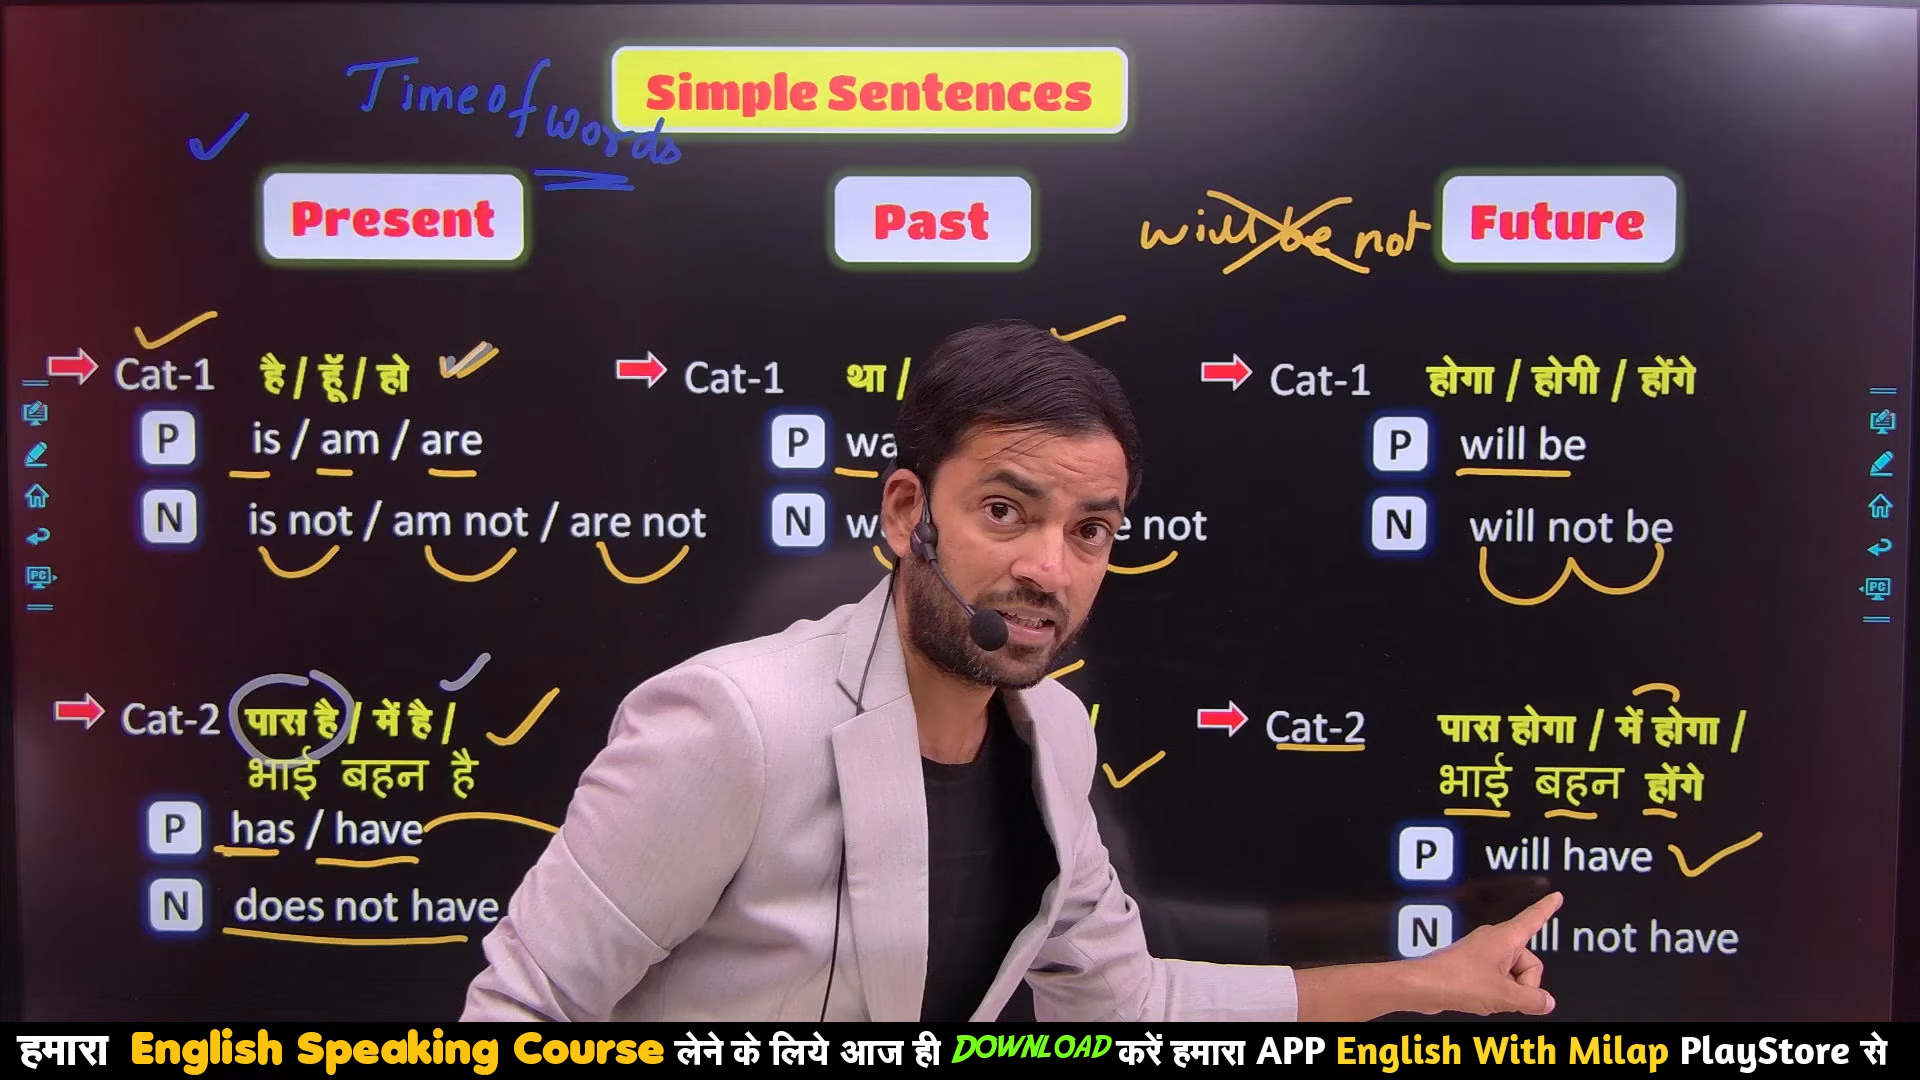 Time of words
Simple Sentences
Present
Past
will be not
Future
Cat-1 है / हूँ / हो
P is / am / are
N is not / am not / are not
Cat-1 था /
P
N not
Cat-1 होगा / होगी / होंगे
P will be
N will not be
Cat-2 पास है / में है /
भाई बहन है
P has / have
N does not have
Cat-2 पास होगा / में होगा /
भाई बहन होंगे
P will have
N not have
PC
PC
हमारा English Speaking Course लेने के लिये आज ही DOWNLOAD करें हमारा APP English With Milap PlayStore से